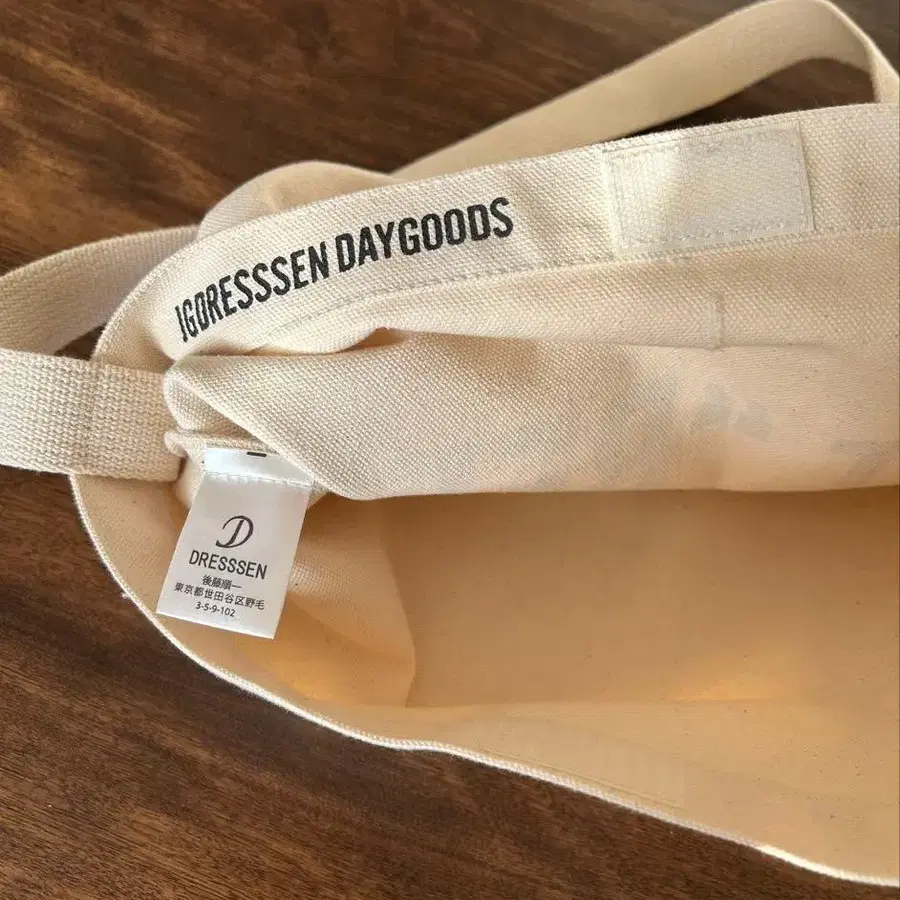 JGDRESSSEN DAYGOODS
D
DRESSSEN
後藤順一
東京都世田谷区野毛
3-5-9-102